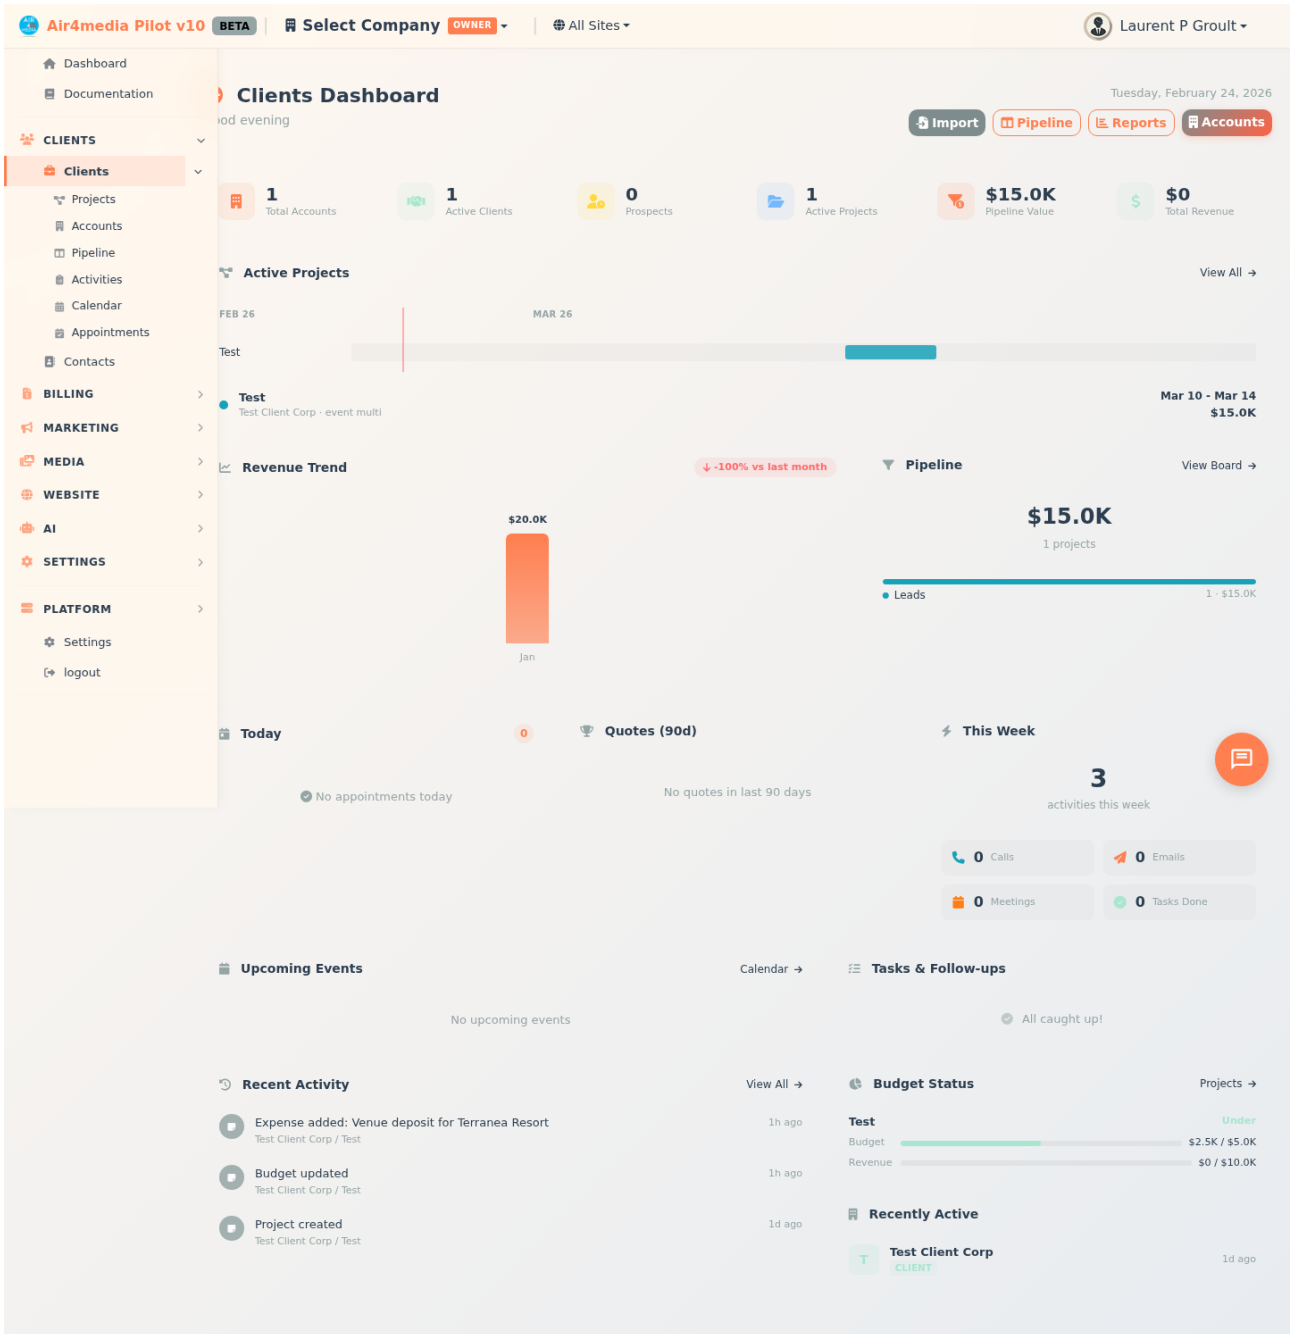 Air4media Pilot v10 BETA Select Company OWNER All Sites Laurent P Groult
Dashboard
Documentation
CLIENTS
Clients
Projects
Accounts
Pipeline
Activities
Calendar
Appointments
Contacts
BILLING
MARKETING
MEDIA
WEBSITE
AI
SETTINGS
PLATFORM
Settings
logout
Clients Dashboard
ood evening
Tuesday, February 24, 2026
Import Pipeline Reports Accounts
1
Total Accounts
1
Active Clients
0
Prospects
1
Active Projects
$15.0K
Pipeline Value
$0
Total Revenue
Active Projects View All →
FEB 26 MAR 26
Test
Test Mar 10 - Mar 14
Test Client Corp · event multi $15.0K
Revenue Trend ↓ -100% vs last month
$20.0K
Jan
Pipeline View Board →
$15.0K
1 projects
Leads 1 · $15.0K
Today 0
No appointments today
Quotes (90d)
No quotes in last 90 days
This Week
3
activities this week
0 Calls 0 Emails
0 Meetings 0 Tasks Done
Upcoming Events Calendar →
No upcoming events
Tasks & Follow-ups
All caught up!
Recent Activity View All →
Expense added: Venue deposit for Terranea Resort 1h ago
Test Client Corp / Test
Budget updated 1h ago
Test Client Corp / Test
Project created 1d ago
Test Client Corp / Test
Budget Status Projects →
Test Under
Budget $2.5K / $5.0K
Revenue $0 / $10.0K
Recently Active
T Test Client Corp 1d ago
CLIENT